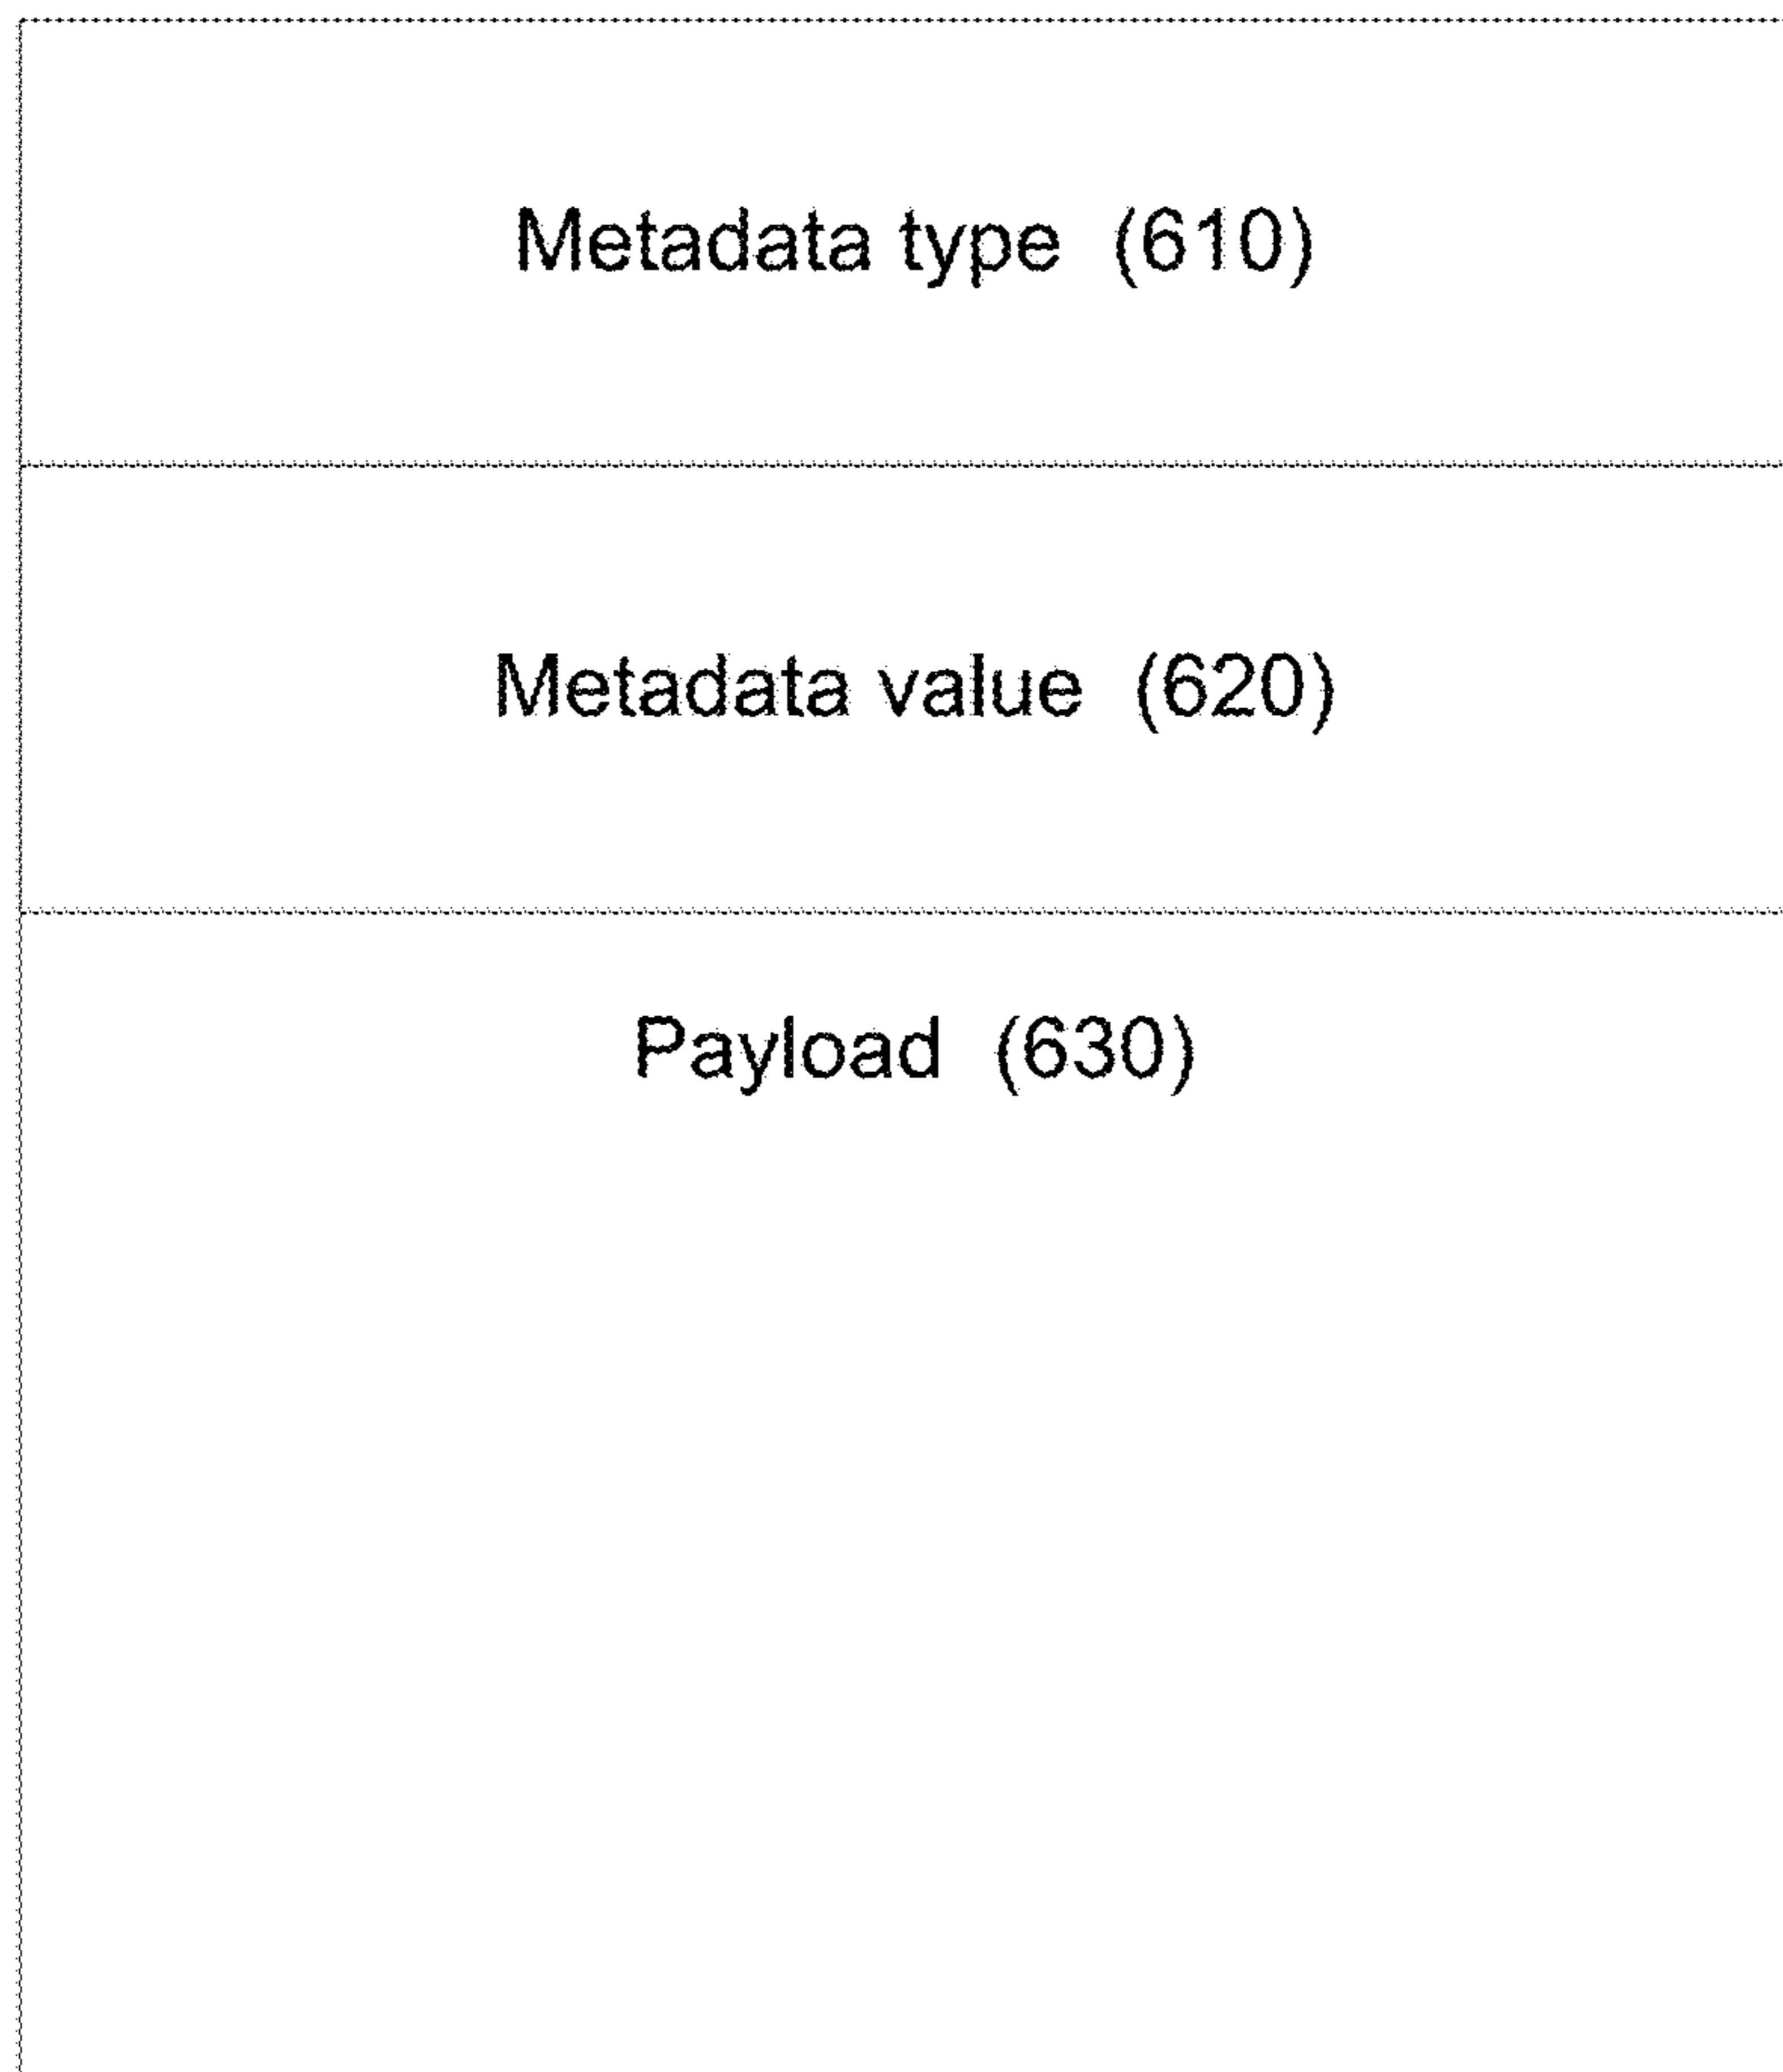 Metadata type (610)
Metadata value (620)
Payload (630)